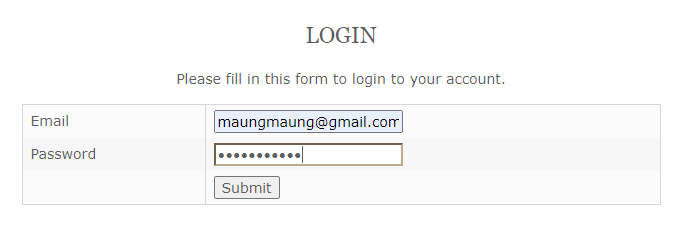 LOGIN
Please fill in this form to login to your account.
Email maungmaung@gmail.com
Password •••••••••••
Submit